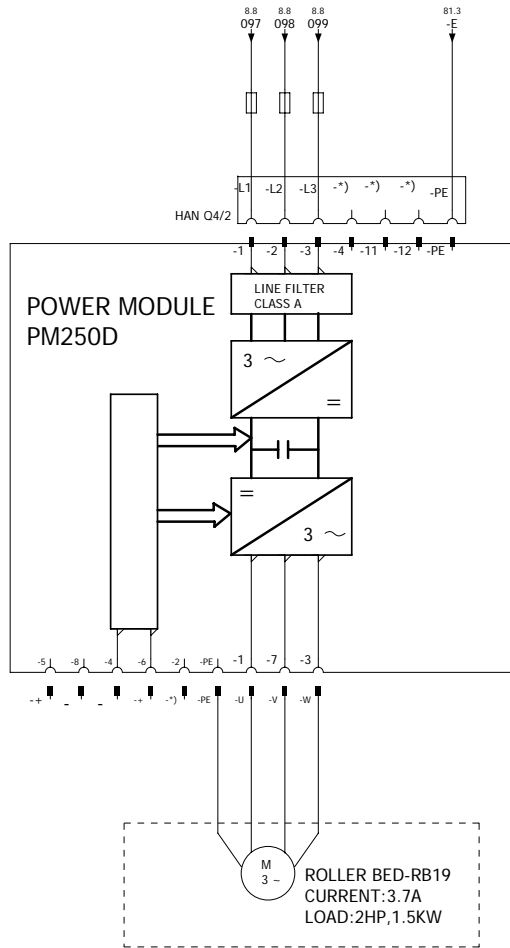 8.8 8.8 8.8 81.3
097 098 099 -E
-L1 -L2 -L3 -*) -*) -*) -PE
HAN Q4/2
-1 -2 -3 -4 -11 -12 -PE
LINE FILTER
CLASS A
POWER MODULE
PM250D
3 ~
=
=
3 ~
-5 -8 -4 -6 -2 -PE -1 -7 -3
-+ - - -+ -*) -PE -U -V -W
M
3 ~
ROLLER BED-RB19
CURRENT:3.7A
LOAD:2HP,1.5KW